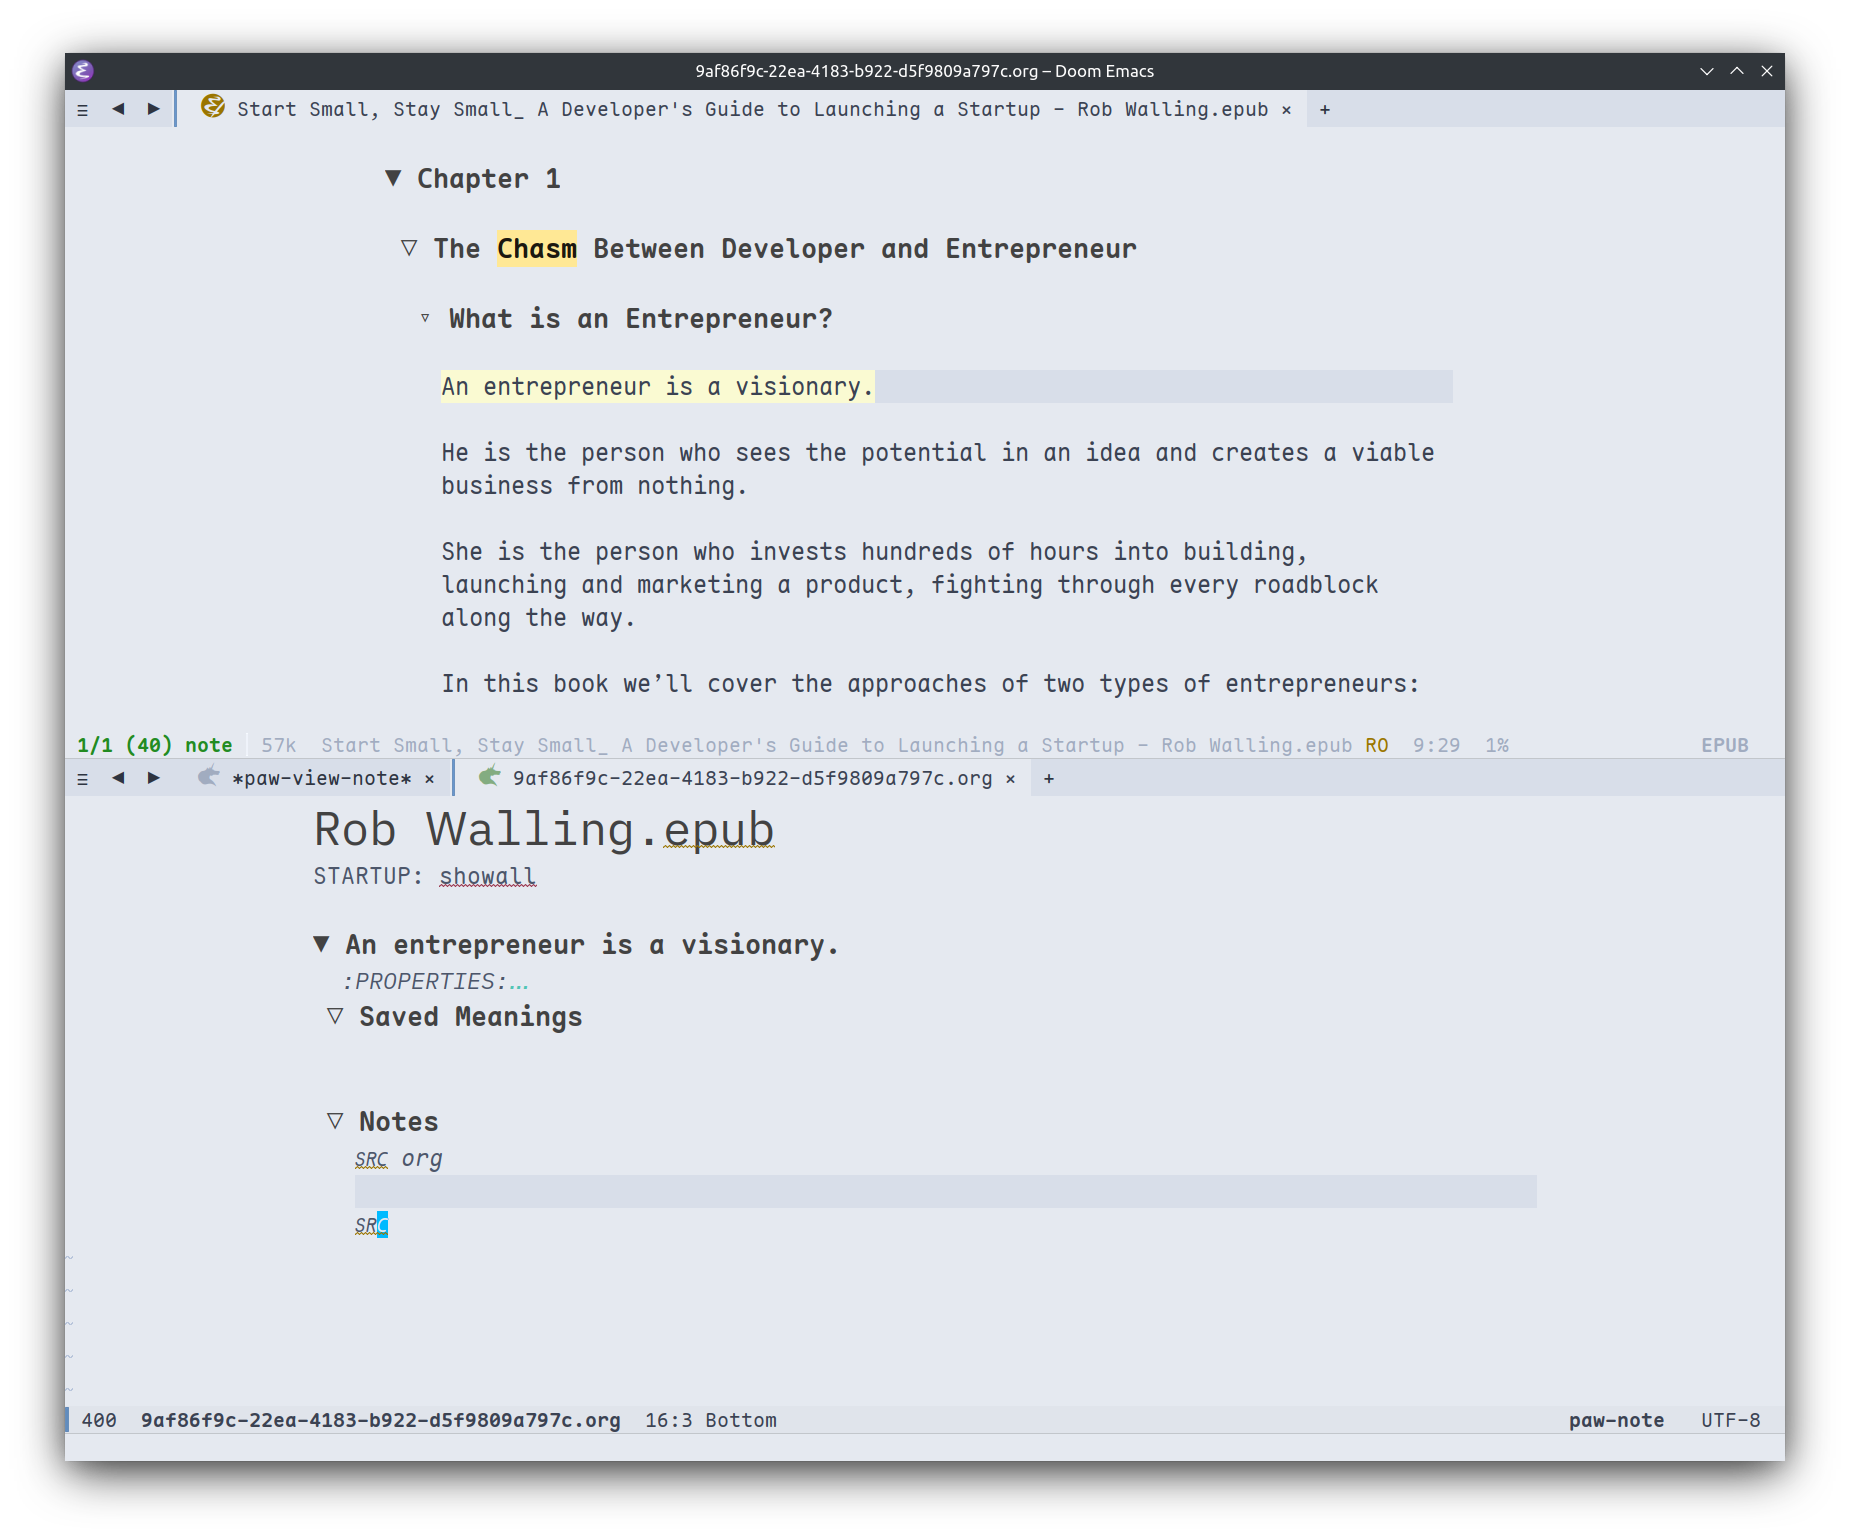 9af86f9c-22ea-4183-b922-d5f9809a797c.org – Doom Emacs
Start Small, Stay Small_ A Developer's Guide to Launching a Startup - Rob Walling.epub × +
▼ Chapter 1
▽ The Chasm Between Developer and Entrepreneur
▽ What is an Entrepreneur?
An entrepreneur is a visionary.
He is the person who sees the potential in an idea and creates a viable
business from nothing.
She is the person who invests hundreds of hours into building,
launching and marketing a product, fighting through every roadblock
along the way.
In this book we’ll cover the approaches of two types of entrepreneurs:
1/1 (40) note 57k Start Small, Stay Small_ A Developer's Guide to Launching a Startup - Rob Walling.epub RO 9:29 1% EPUB
*paw-view-note* × 9af86f9c-22ea-4183-b922-d5f9809a797c.org × +
Rob Walling.epub
STARTUP: showall
▼ An entrepreneur is a visionary.
:PROPERTIES:...
▽ Saved Meanings
▽ Notes
SRC org
SRC
~
~
~
~
~
400 9af86f9c-22ea-4183-b922-d5f9809a797c.org 16:3 Bottom paw-note UTF-8